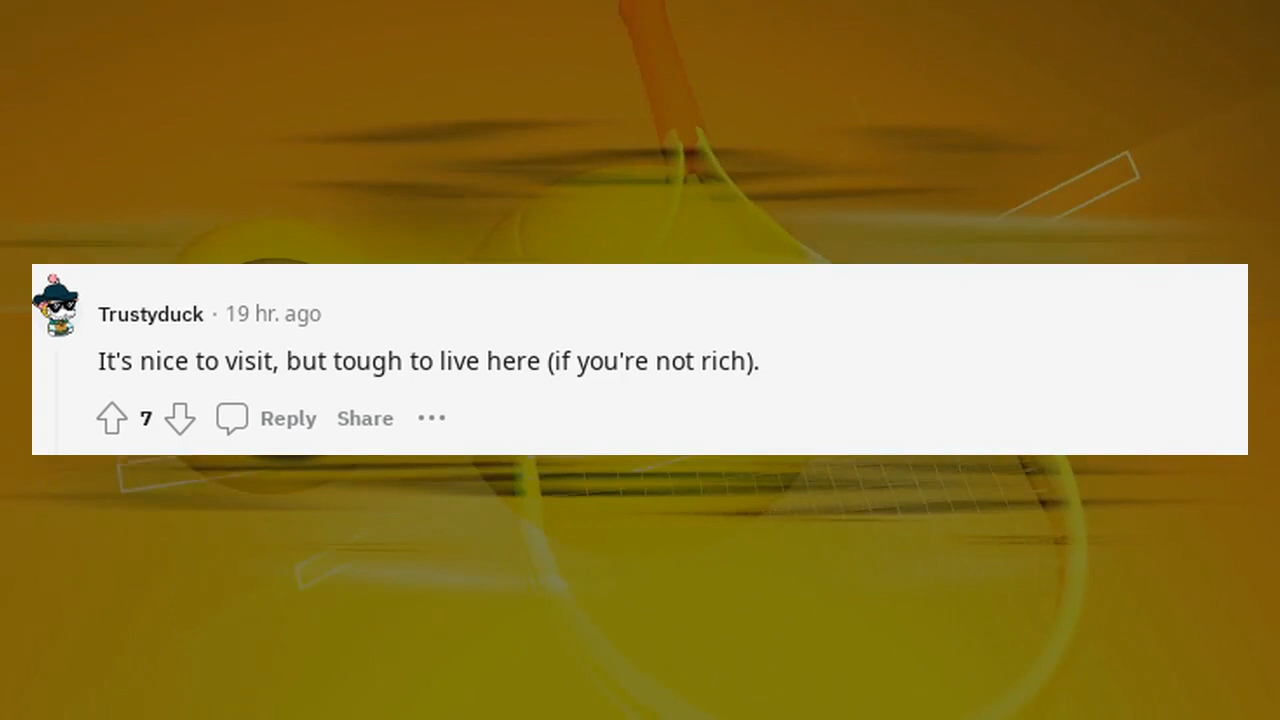 Trustyduck · 19 hr. ago
It's nice to visit, but tough to live here (if you're not rich).
7 Reply Share ···